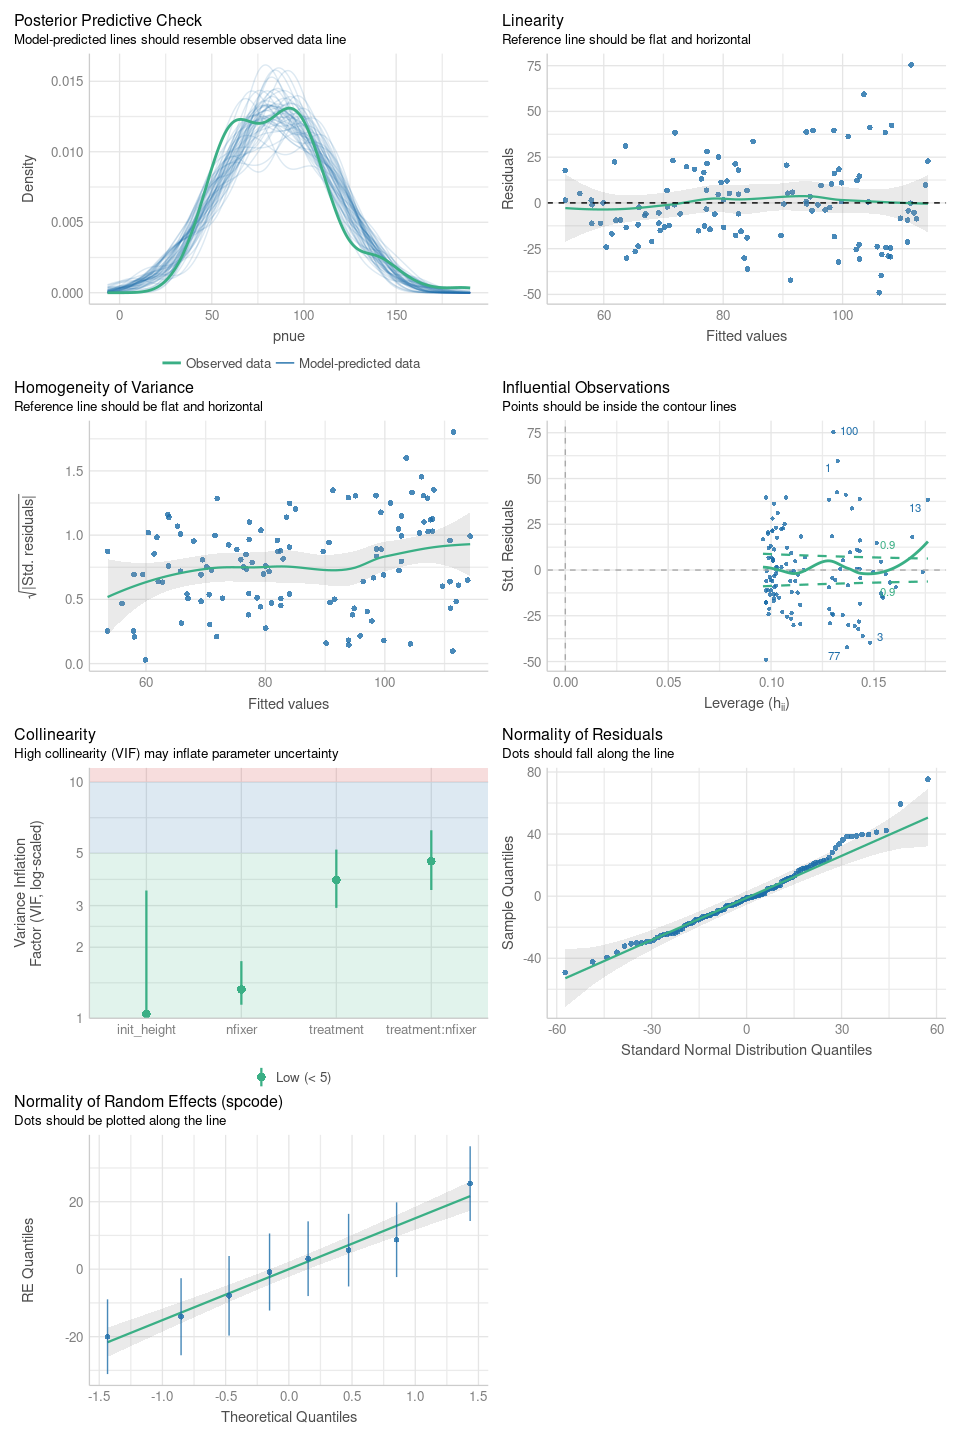 Posterior Predictive Check
Model-predicted lines should resemble observed data line
0.015
0.010
0.005
0.000
Density
0
50
100
150
pnue
Observed data
Model-predicted data
Linearity
Reference line should be flat and horizontal
75
50
25
0
-25
-50
Residuals
60
80
100
Fitted values
Homogeneity of Variance
Reference line should be flat and horizontal
1.5
1.0
0.5
0.0
√|Std. residuals|
60
80
100
Fitted values
Influential Observations
Points should be inside the contour lines
75
50
25
0
-25
-50
Std. Residuals
100
1
13
0.9
0.9
3
77
0.00
0.05
0.10
0.15
Leverage (hii)
Collinearity
High collinearity (VIF) may inflate parameter uncertainty
10
5
3
2
1
Variance Inflation
Factor (VIF, log-scaled)
init_height
nfixer
treatment
treatment:nfixer
Low (< 5)
Normality of Residuals
Dots should fall along the line
80
40
0
-40
Sample Quantiles
-60
-30
0
30
60
Standard Normal Distribution Quantiles
Normality of Random Effects (spcode)
Dots should be plotted along the line
20
0
-20
RE Quantiles
-1.5
-1.0
-0.5
0.0
0.5
1.0
1.5
Theoretical Quantiles